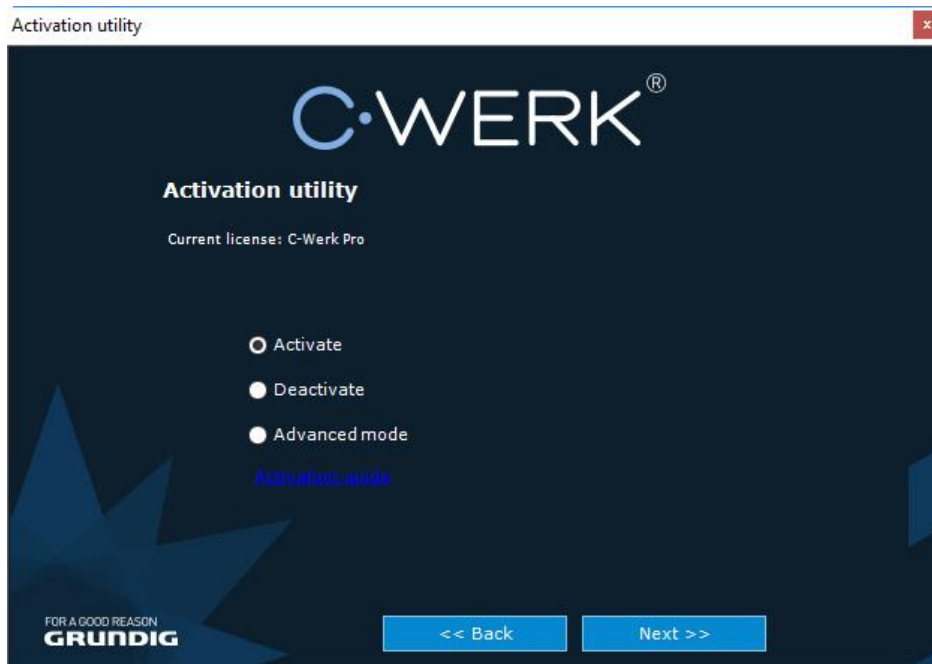 Activation utility
x
C·WERK®
Activation utility
Current license: C-Werk Pro
Activate
Deactivate
Advanced mode
Activation guide
FOR A GOOD REASON
GRUNDIG
<< Back
Next >>